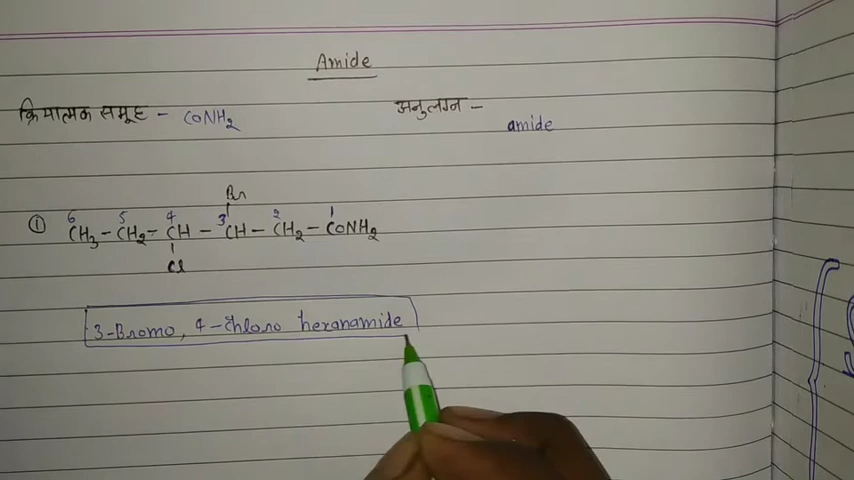 Amide
क्रियात्मक समूह - CONH2 अनुलग्न -
amide
Br
6 5 4 3 2 1
① CH3 - CH2 - CH - CH - CH2 - CONH2
Cl
3-Bromo, 4-chloro hexanamide